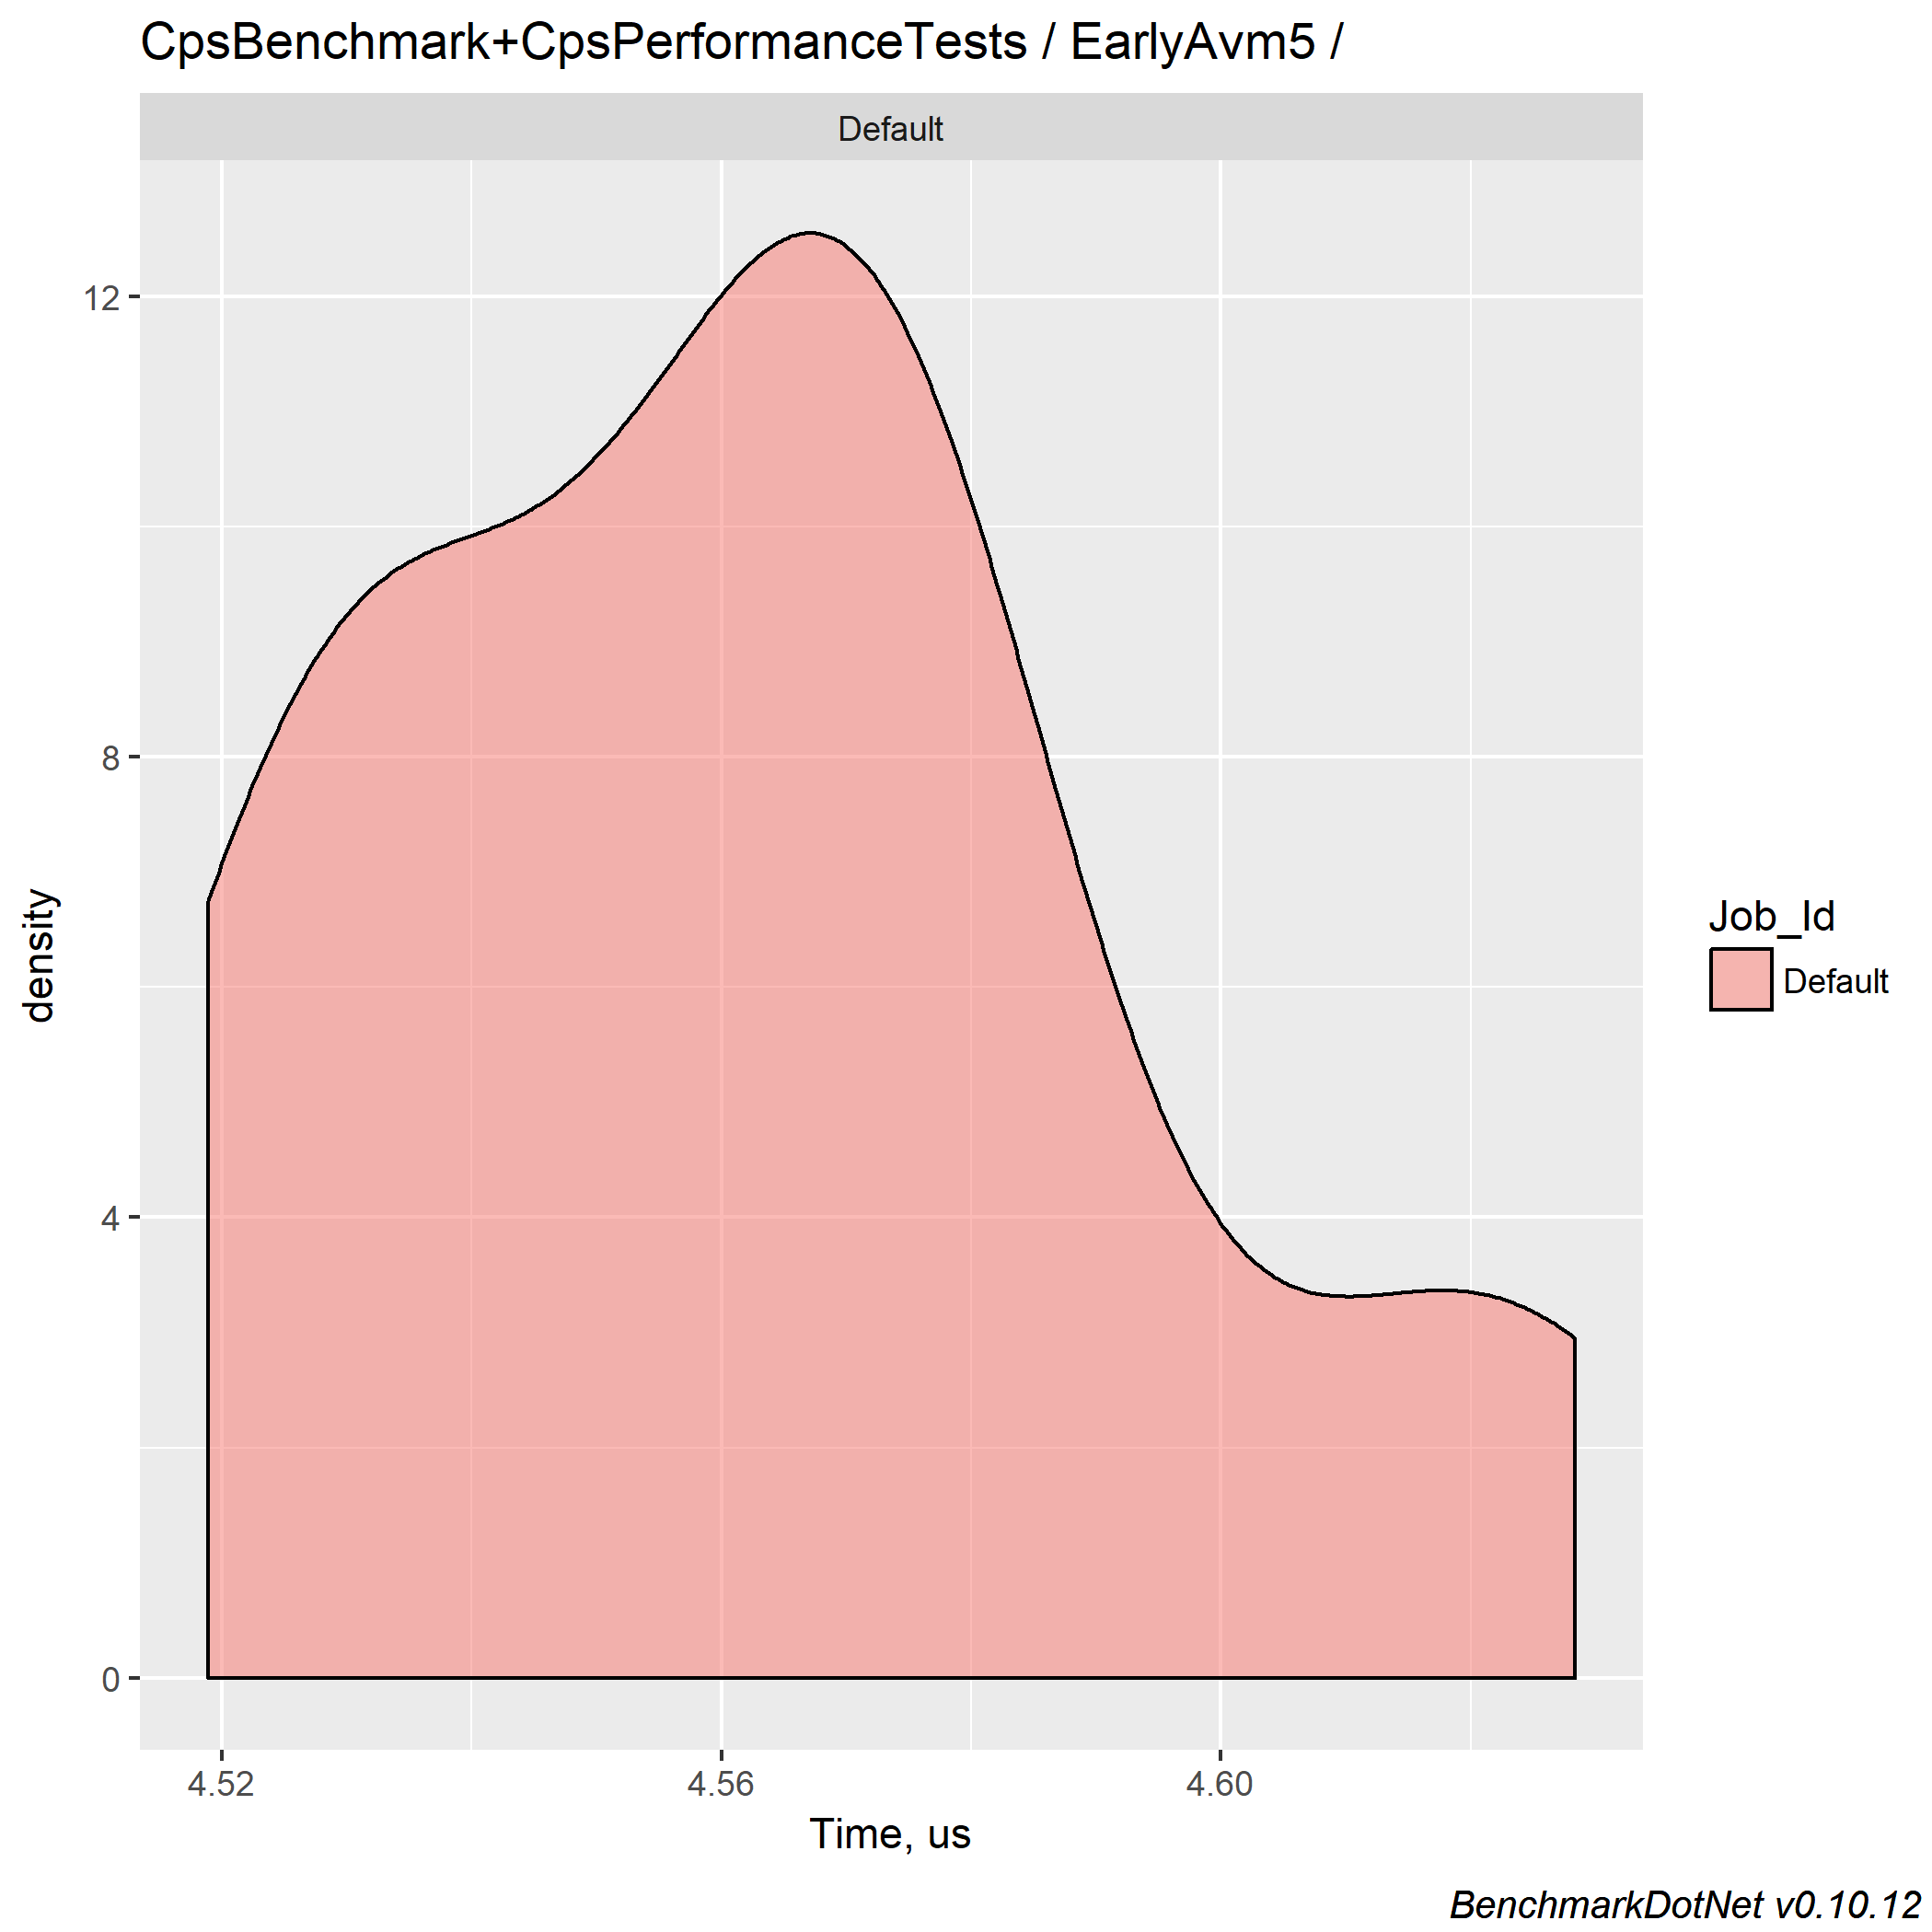 CpsBenchmark+CpsPerformanceTests / EarlyAvm5 /
Default
12
8
4
0
density
4.52 4.56 4.60
Time, us
Job_Id
Default
BenchmarkDotNet v0.10.12